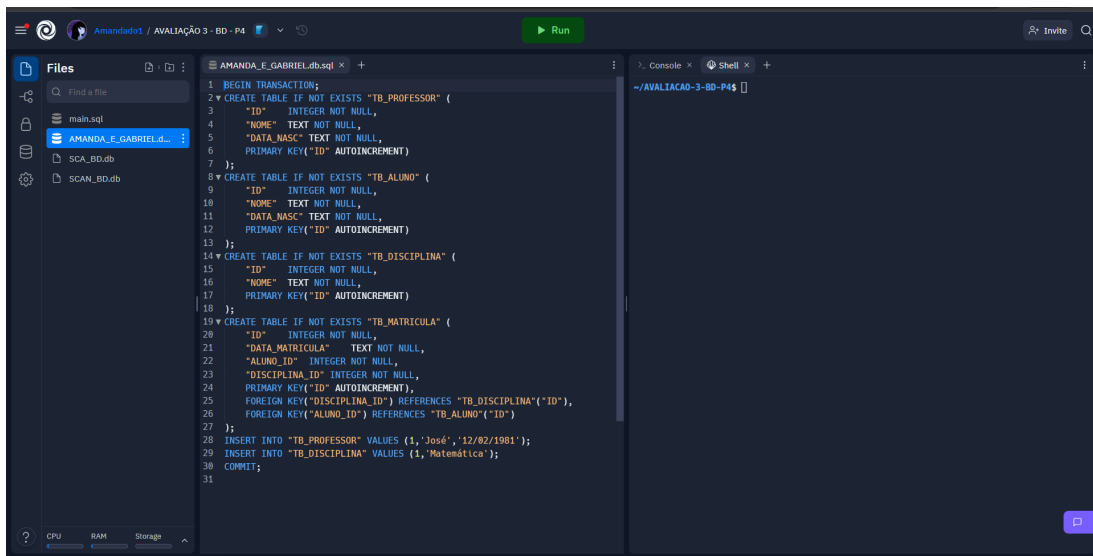 Amandado1 / AVALIAÇÃO 3 - BD - P4
Run
Invite
Files
Find a file
main.sql
AMANDA_E_GABRIEL.d...
SCA_BD.db
SCAN_BD.db
CPU RAM Storage
AMANDA_E_GABRIEL.db.sql × +
1 BEGIN TRANSACTION;
2 CREATE TABLE IF NOT EXISTS "TB_PROFESSOR" (
3 "ID" INTEGER NOT NULL,
4 "NOME" TEXT NOT NULL,
5 "DATA_NASC" TEXT NOT NULL,
6 PRIMARY KEY("ID" AUTOINCREMENT)
7 );
8 CREATE TABLE IF NOT EXISTS "TB_ALUNO" (
9 "ID" INTEGER NOT NULL,
10 "NOME" TEXT NOT NULL,
11 "DATA_NASC" TEXT NOT NULL,
12 PRIMARY KEY("ID" AUTOINCREMENT)
13 );
14 CREATE TABLE IF NOT EXISTS "TB_DISCIPLINA" (
15 "ID" INTEGER NOT NULL,
16 "NOME" TEXT NOT NULL,
17 PRIMARY KEY("ID" AUTOINCREMENT)
18 );
19 CREATE TABLE IF NOT EXISTS "TB_MATRICULA" (
20 "ID" INTEGER NOT NULL,
21 "DATA_MATRICULA" TEXT NOT NULL,
22 "ALUNO_ID" INTEGER NOT NULL,
23 "DISCIPLINA_ID" INTEGER NOT NULL,
24 PRIMARY KEY("ID" AUTOINCREMENT),
25 FOREIGN KEY("DISCIPLINA_ID") REFERENCES "TB_DISCIPLINA"("ID"),
26 FOREIGN KEY("ALUNO_ID") REFERENCES "TB_ALUNO"("ID")
27 );
28 INSERT INTO "TB_PROFESSOR" VALUES (1,'José','12/02/1981');
29 INSERT INTO "TB_DISCIPLINA" VALUES (1,'Matemática');
30 COMMIT;
31
Console × Shell × +
~/AVALIACAO-3-BD-P4$